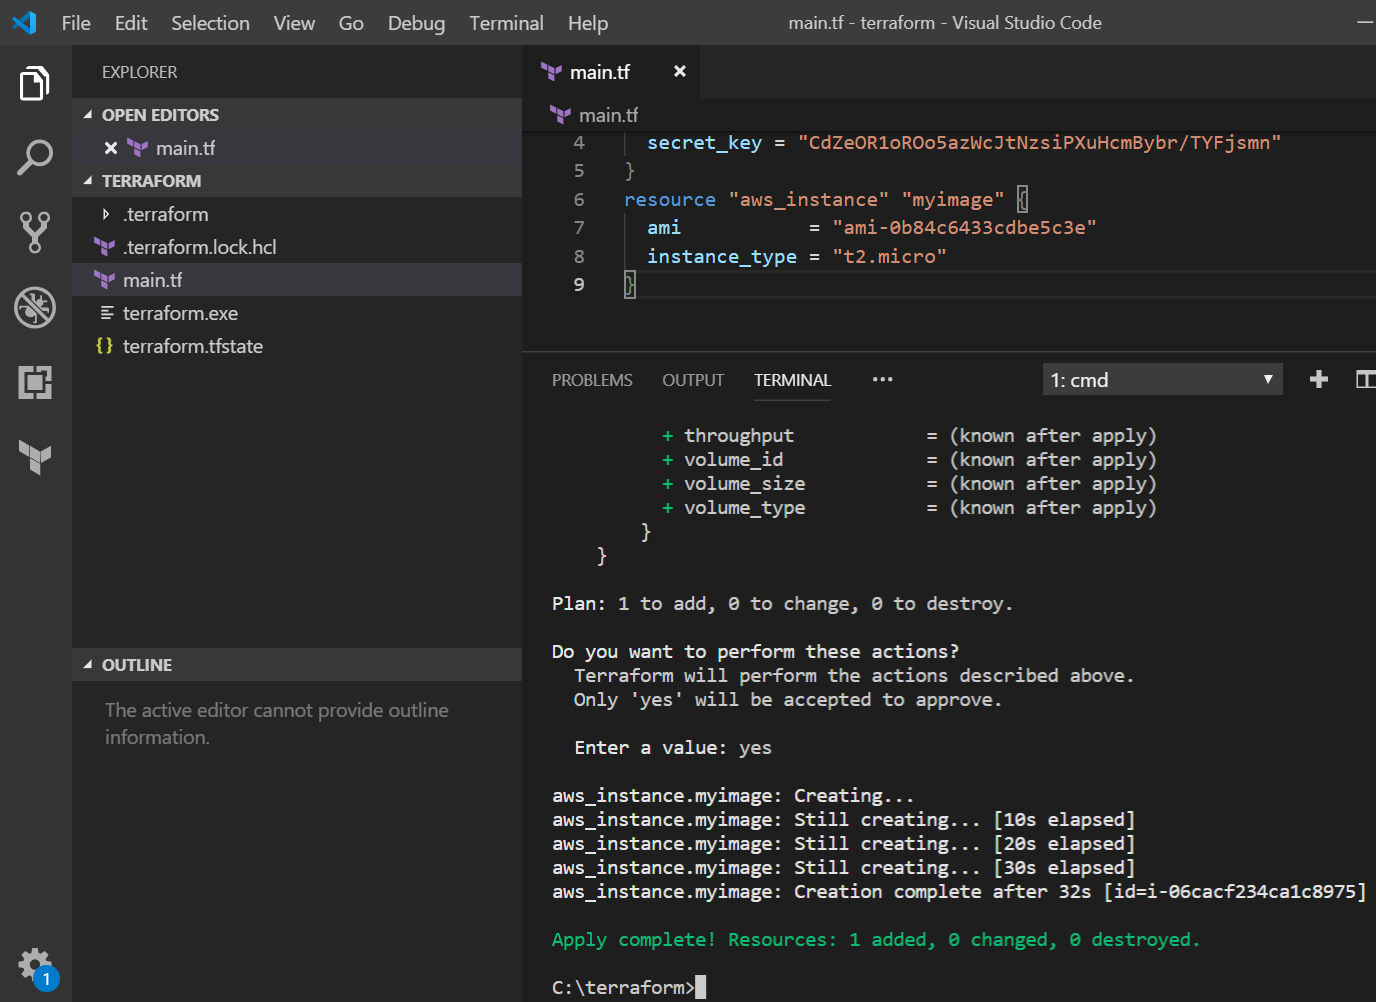 File Edit Selection View Go Debug Terminal Help main.tf - terraform - Visual Studio Code
EXPLORER
OPEN EDITORS
main.tf
TERRAFORM
.terraform
.terraform.lock.hcl
main.tf
terraform.exe
terraform.tfstate
OUTLINE
The active editor cannot provide outline
information.
1
main.tf
main.tf
4 secret_key = "CdZeOR1oROo5azWcJtNzsiPXuHcmBybr/TYFjsmn"
5 }
6 resource "aws_instance" "myimage" {
7 ami = "ami-0b84c6433cdbe5c3e"
8 instance_type = "t2.micro"
9 }
PROBLEMS OUTPUT TERMINAL ••• 1: cmd
+ throughput = (known after apply)
+ volume_id = (known after apply)
+ volume_size = (known after apply)
+ volume_type = (known after apply)
}
}
Plan: 1 to add, 0 to change, 0 to destroy.
Do you want to perform these actions?
Terraform will perform the actions described above.
Only 'yes' will be accepted to approve.
Enter a value: yes
aws_instance.myimage: Creating...
aws_instance.myimage: Still creating... [10s elapsed]
aws_instance.myimage: Still creating... [20s elapsed]
aws_instance.myimage: Still creating... [30s elapsed]
aws_instance.myimage: Creation complete after 32s [id=i-06cacf234ca1c8975]
Apply complete! Resources: 1 added, 0 changed, 0 destroyed.
C:\terraform>